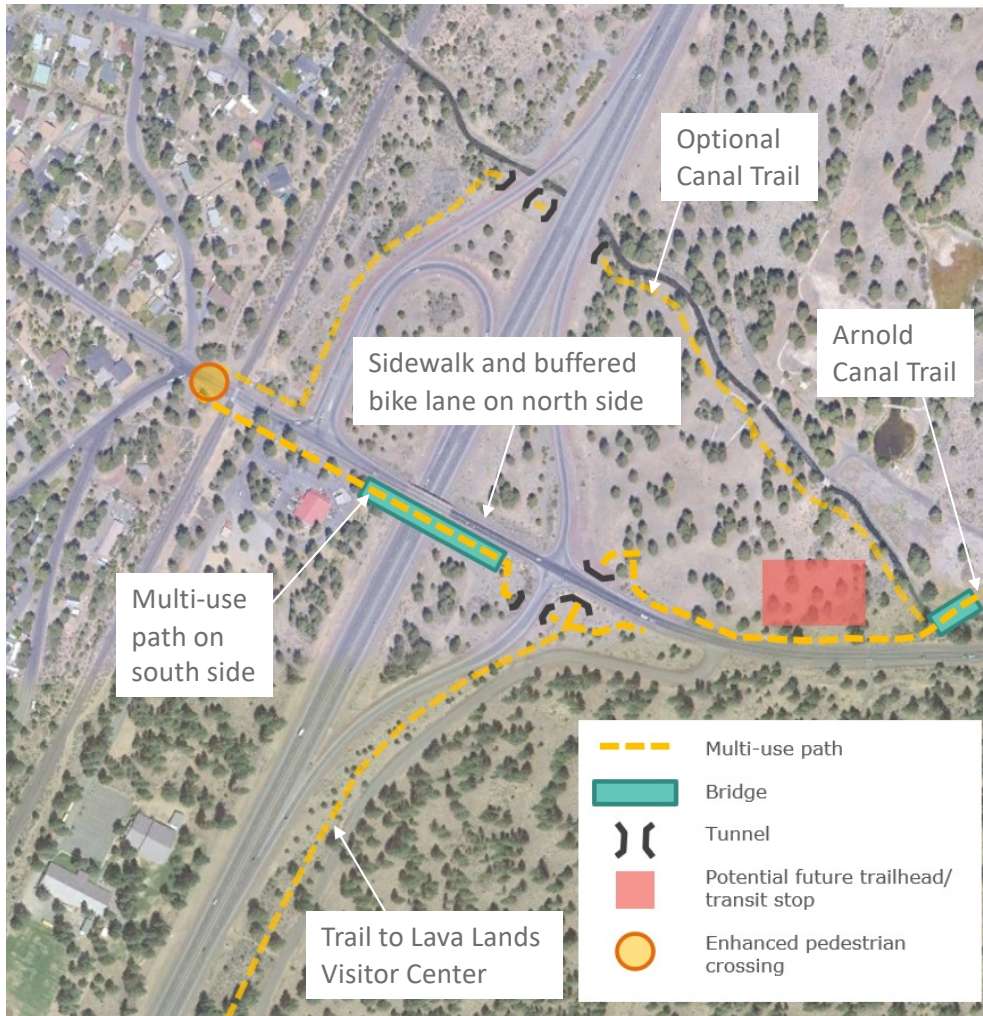 Optional
Canal Trail
Arnold
Canal Trail
Sidewalk and buffered
bike lane on north side
Multi-use
path on
south side
Trail to Lava Lands
Visitor Center
Multi-use path
Bridge
Tunnel
Potential future trailhead/
transit stop
Enhanced pedestrian
crossing